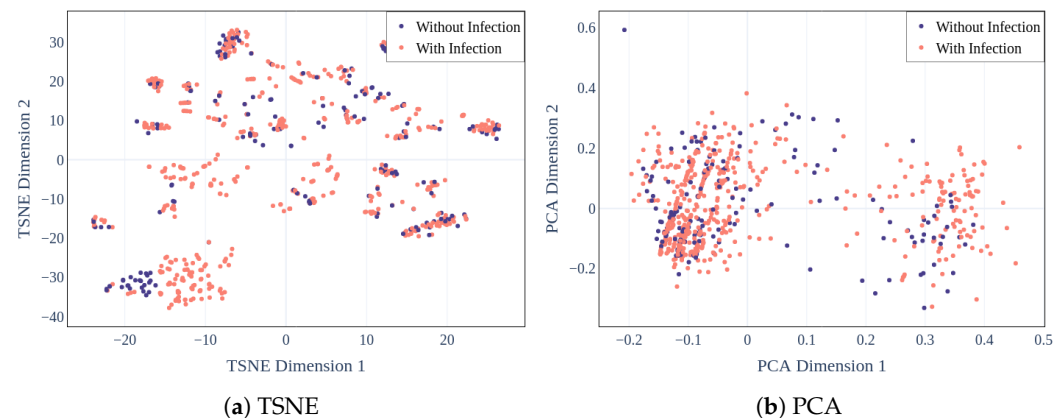 Without Infection
With Infection
30
20
10
0
−10
−20
−30
−40
TSNE Dimension 2
−20
−10
0
10
20
TSNE Dimension 1
(a) TSNE
Without Infection
With Infection
0.6
0.4
0.2
0
−0.2
PCA Dimension 2
−0.2
−0.1
0
0.1
0.2
0.3
0.4
0.5
PCA Dimension 1
(b) PCA